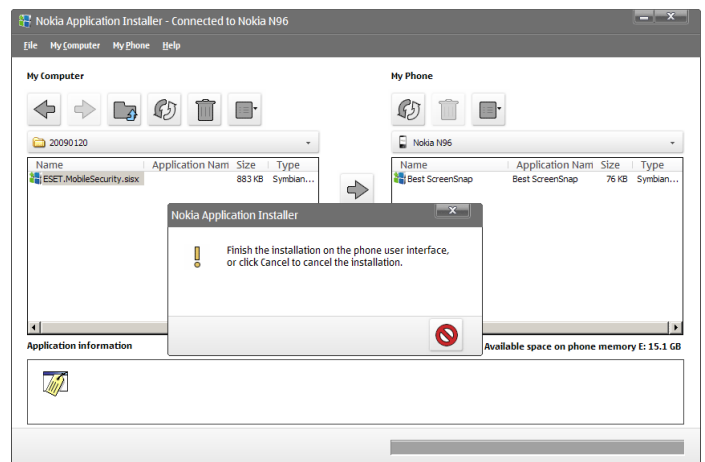 Nokia Application Installer - Connected to Nokia N96
File My Computer My Phone Help
My Computer
My Phone
20090120
Nokia N96
Name Application Nam Size Type
Name Application Nam Size Type
ESET.MobileSecurity.sisx 883 KB Symbian...
Best ScreenSnap Best ScreenSnap 76 KB Symbian...
Nokia Application Installer
Finish the installation on the phone user interface,
or click Cancel to cancel the installation.
Application information
Available space on phone memory E: 15.1 GB